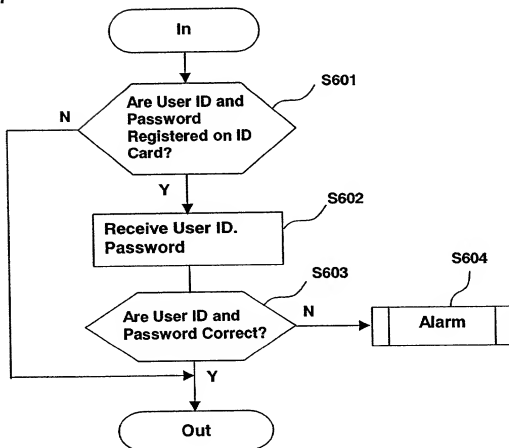 In
S601
Are User ID and
Password
Registered on ID
Card?
N
Y
S602
Receive User ID.
Password
S603
Are User ID and
Password Correct?
N
S604
Alarm
Y
Out